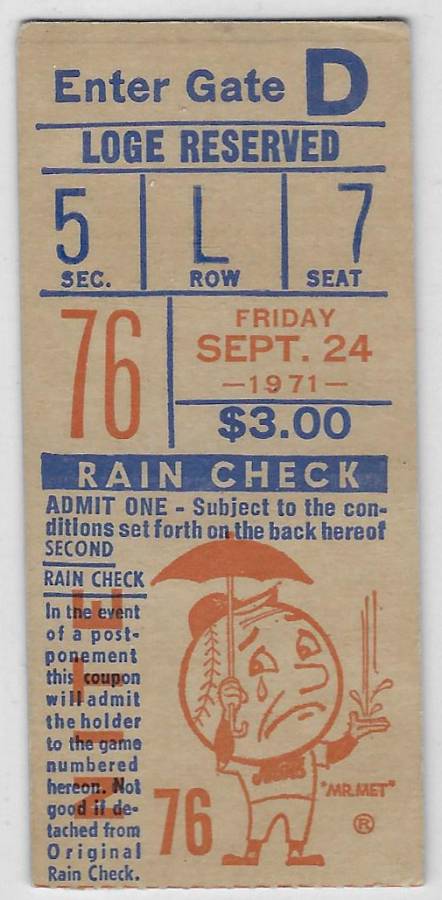 Enter Gate D
LOGE RESERVED
5 L 7
SEC. ROW SEAT
76
FRIDAY
SEPT. 24
—1971—
$3.00
RAIN CHECK
ADMIT ONE - Subject to the con-
ditions set forth on the back hereof
SECOND
RAIN CHECK
In the event
of a post-
ponement
this coupon
will admit
the holder
to the game
numbered
hereon. Not
good if de-
tached from
Original
Rain Check.
76
Mets
"MR. MET"
®